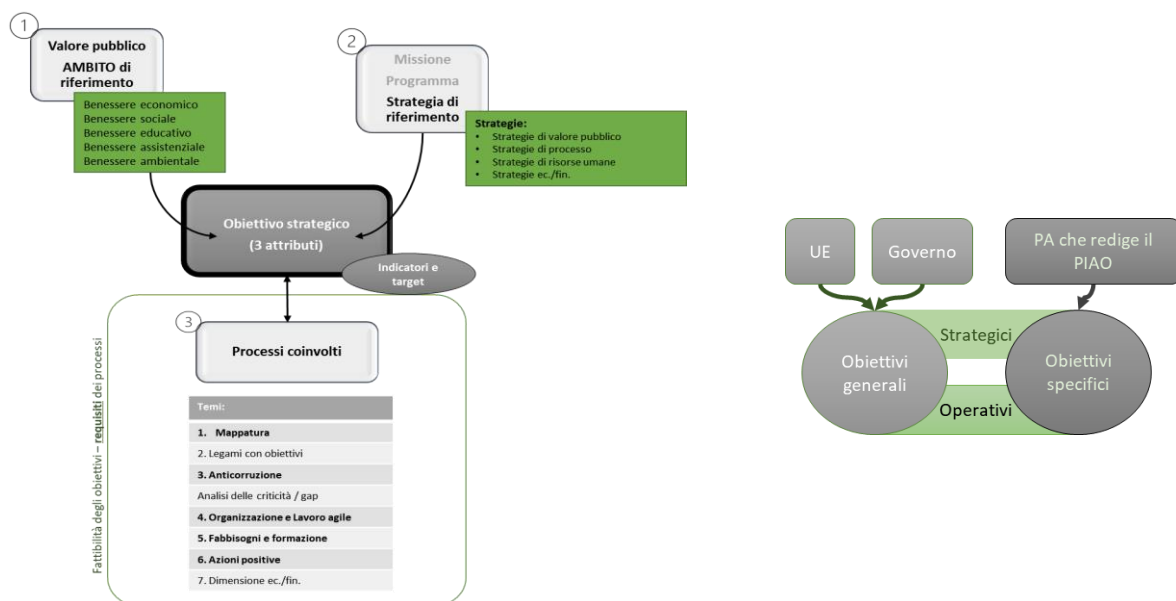 1
Valore pubblico
AMBITO di
riferimento
Benessere economico
Benessere sociale
Benessere educativo
Benessere assistenziale
Benessere ambientale
2
Missione
Programma
Strategia di
riferimento
Strategie:
• Strategie di valore pubblico
• Strategie di processo
• Strategie di risorse umane
• Strategie ec./fin.
Obiettivo strategico
(3 attributi)
Indicatori e
target
3
Processi coinvolti
Fattibilità degli obiettivi – requisiti dei processi
Temi:
1. Mappatura
2. Legami con obiettivi
3. Anticorruzione
Analisi delle criticità / gap
4. Organizzazione e Lavoro agile
5. Fabbisogni e formazione
6. Azioni positive
7. Dimensione ec./fin.
UE
Governo
PA che redige il
PIAO
Strategici
Obiettivi
generali
Obiettivi
specifici
Operativi